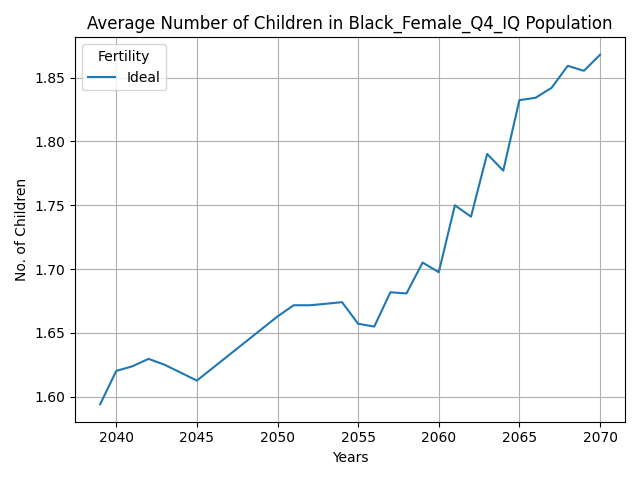 Average Number of Children in Black_Female_Q4_IQ Population
Fertility
Ideal
No. of Children
1.85
1.80
1.75
1.70
1.65
1.60
2040 2045 2050 2055 2060 2065 2070
Years